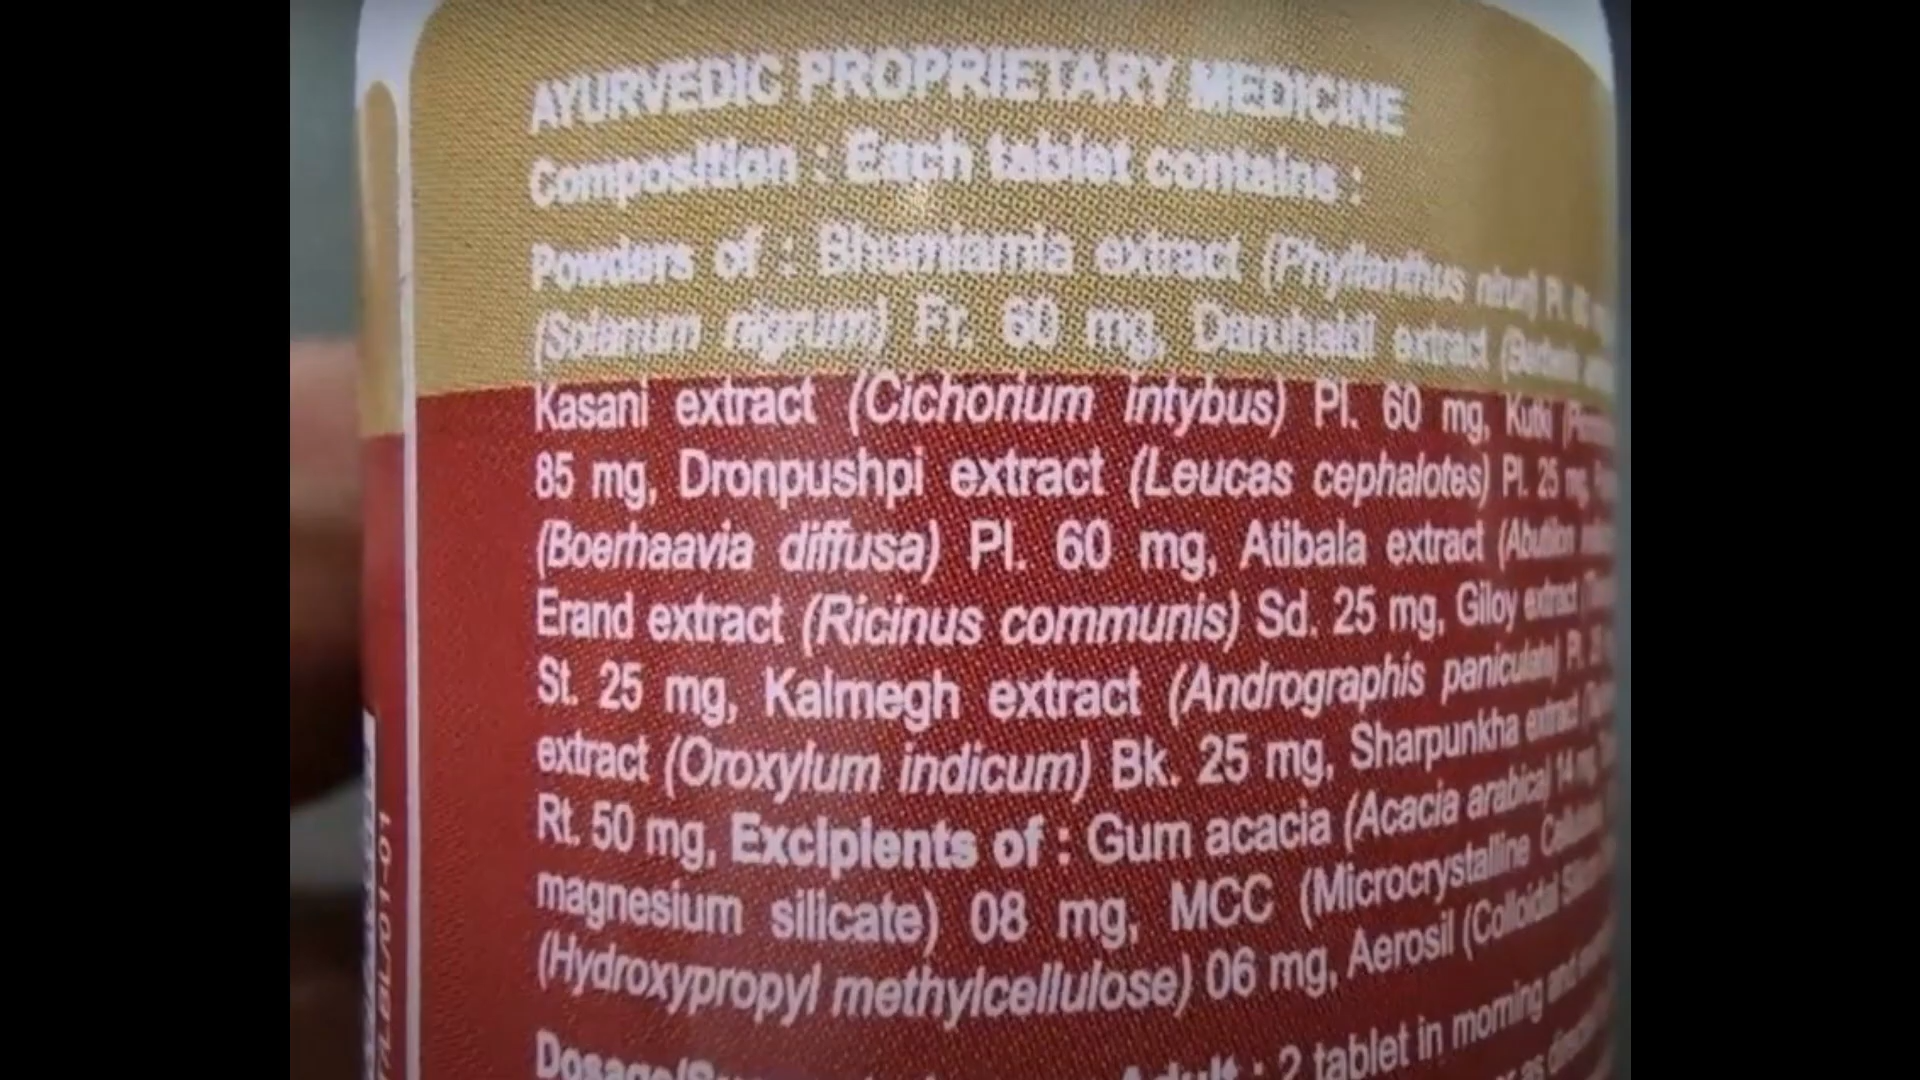 AYURVEDIC PROPRIETARY MEDICINE
Composition : Each tablet contains :
Powders of : Bhumiamla extract (Phyllanthus niruri) Pl. 60
(Solanum nigrum) Fr. 60 mg, Daruhaldi extract
Kasani extract (Cichorium intybus) Pl. 60 mg, Kutki
85 mg, Dronpushpi extract (Leucas cephalotes) Pl. 25 mg,
(Boerhaavia diffusa) Pl. 60 mg, Atibala extract (Abutilon
Erand extract (Ricinus communis) Sd. 25 mg, Giloy extract
St. 25 mg, Kalmegh extract (Andrographis paniculata) Pl.
extract (Oroxylum indicum) Bk. 25 mg, Sharpunkha extract
Rt. 50 mg, Excipients of : Gum acacia (Acacia arabica) 14 mg,
magnesium silicate) 08 mg, MCC (Microcrystalline
(Hydroxypropyl methylcellulose) 06 mg, Aerosil (Colloidal
Adult : 2 tablet in morning and